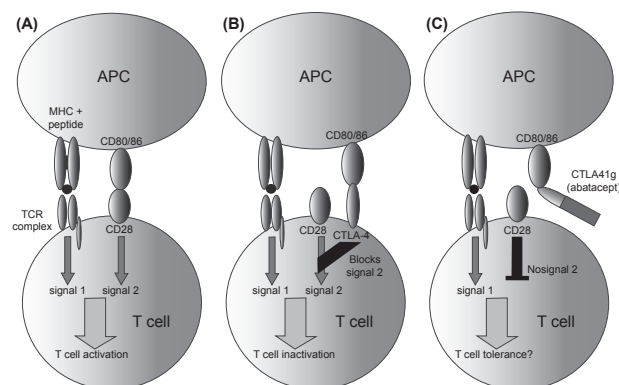 (A)
APC
MHC +
peptide
CD80/86
TCR
complex
CD28
signal 1
signal 2
T cell
T cell activation
(B)
APC
CD80/86
CD28
CTLA-4
Blocks
signal 2
signal 1
signal 2
T cell
T cell inactivation
(C)
APC
CD80/86
CTLA41g
(abatacept)
CD28
Nosignal 2
signal 1
T cell
T cell tolerance?